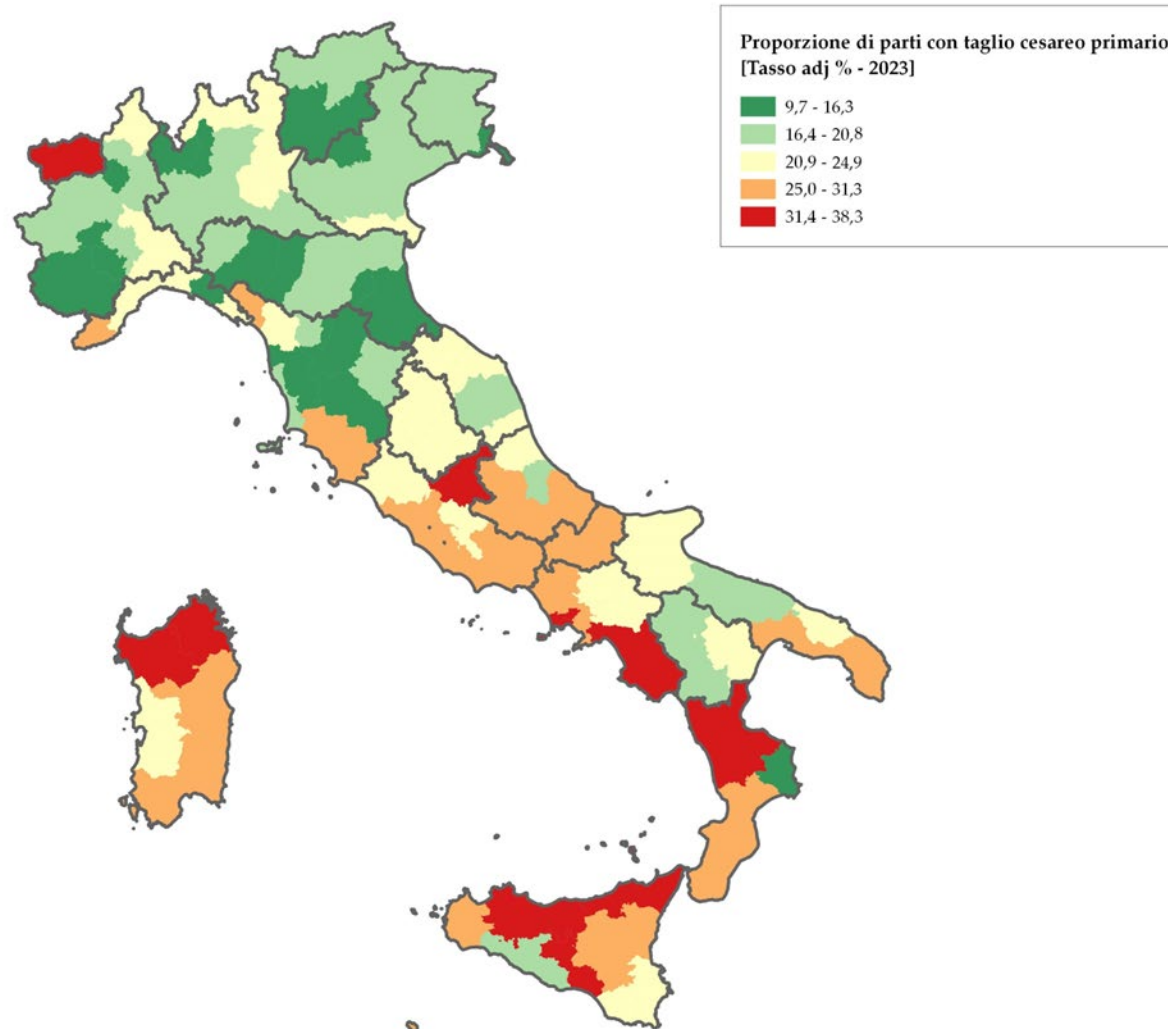 Proporzione di parti con taglio cesareo primario
[Tasso adj % - 2023]
9,7 - 16,3
16,4 - 20,8
20,9 - 24,9
25,0 - 31,3
31,4 - 38,3